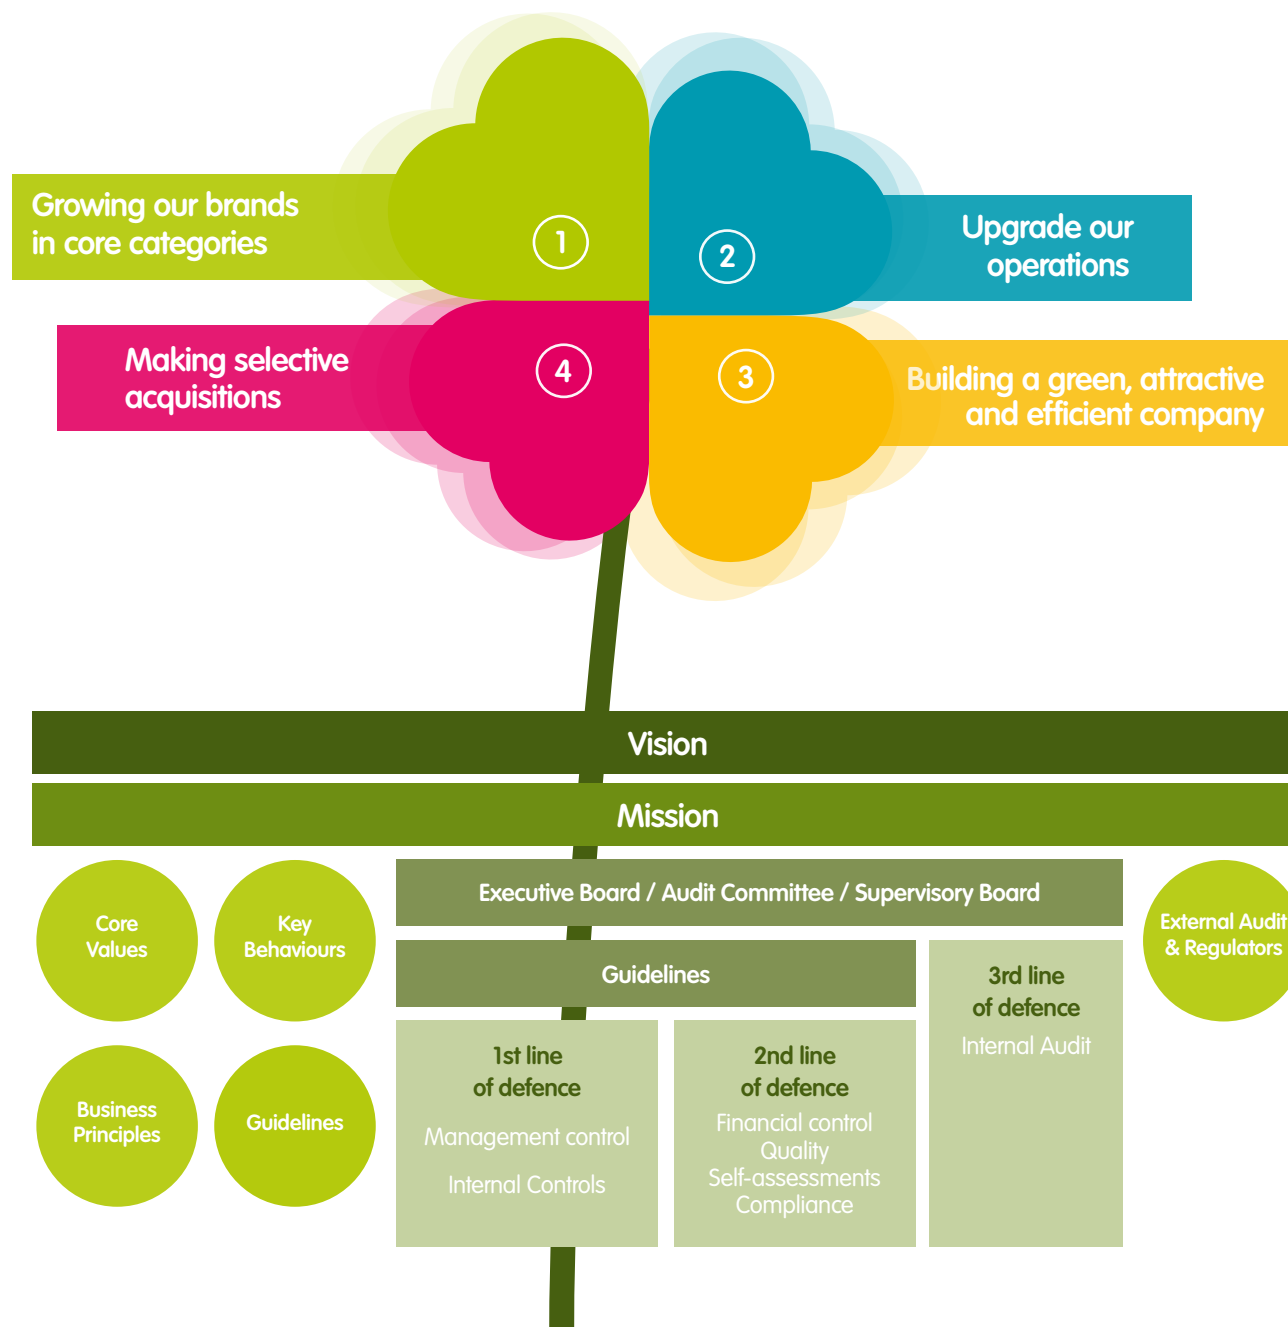 Growing our brands
in core categories
1
2
Upgrade our
operations
Making selective
acquisitions
4
3
Building a green, attractive
and efficient company
Vision
Mission
Core
Values
Key
Behaviours
Business
Principles
Guidelines
Executive Board / Audit Committee / Supervisory Board
Guidelines
1st line
of defence
Management control
Internal Controls
2nd line
of defence
Financial control
Quality
Self-assessments
Compliance
3rd line
of defence
Internal Audit
External Audit
& Regulators